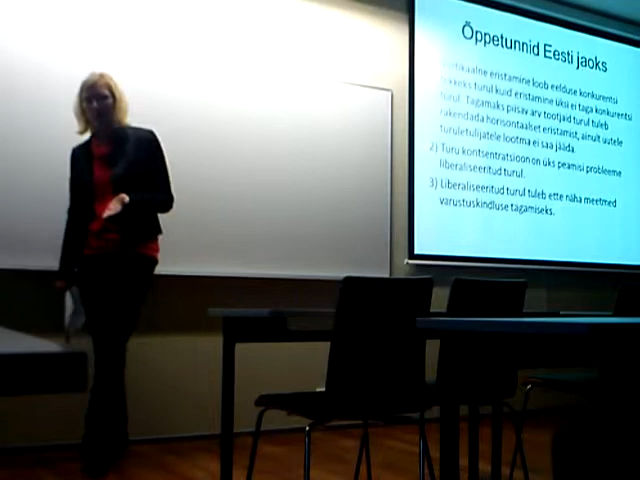 Õppetunnid Eesti jaoks
eristamine loob eelduse konkurentsi
tekkeks turul kuid eristamine üksi ei taga konkurentsi
turul. Tagamaks piisav arv tootjaid turul tuleb
rakendada horisontaalset eristamist, ainult uutele
turuletulijatele lootma ei saa jääda.
2) Turu kontsentratsioon on üks peamisi probleeme
liberaliseeritud turul.
3) Liberaliseeritud turul tuleb ette näha meetmed
varustuskindluse tagamiseks.